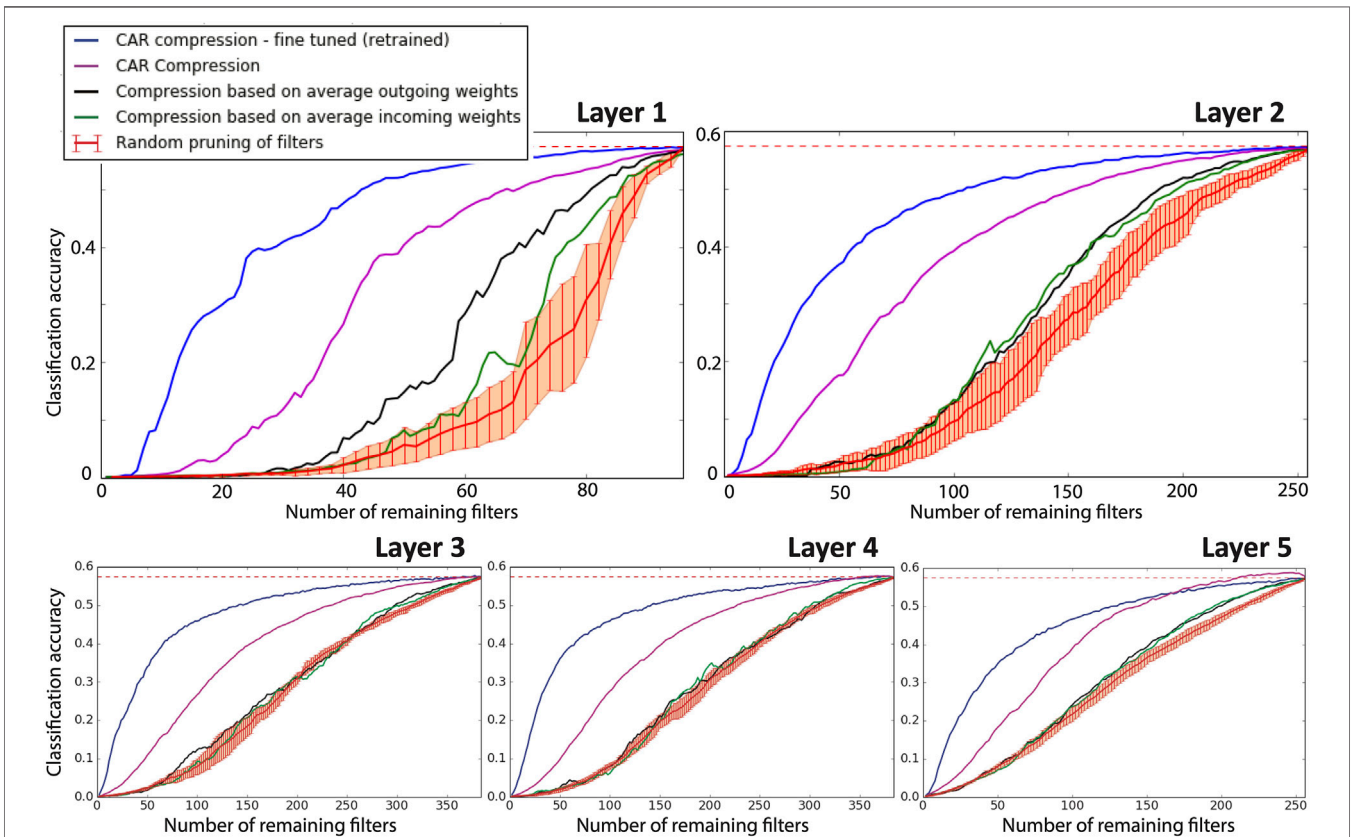 CAR compression - fine tuned (retrained)
CAR Compression
Compression based on average outgoing weights
Compression based on average incoming weights
Random pruning of filters
Layer 1
Classification accuracy
0.4
0.2
0
0 20 40 60 80
Number of remaining filters
Layer 2
0.6
0.4
0.2
0
0 50 100 150 200 250
Number of remaining filters
Layer 3
Classification accuracy
0.6
0.5
0.4
0.3
0.2
0.1
0.0
0 50 100 150 200 250 300 350
Number of remaining filters
Layer 4
0.6
0.5
0.4
0.3
0.2
0.1
0.0
0 50 100 150 200 250 300 350
Number of remaining filters
Layer 5
0.6
0.5
0.4
0.3
0.2
0.1
0.0
0 50 100 150 200 250
Number of remaining filters